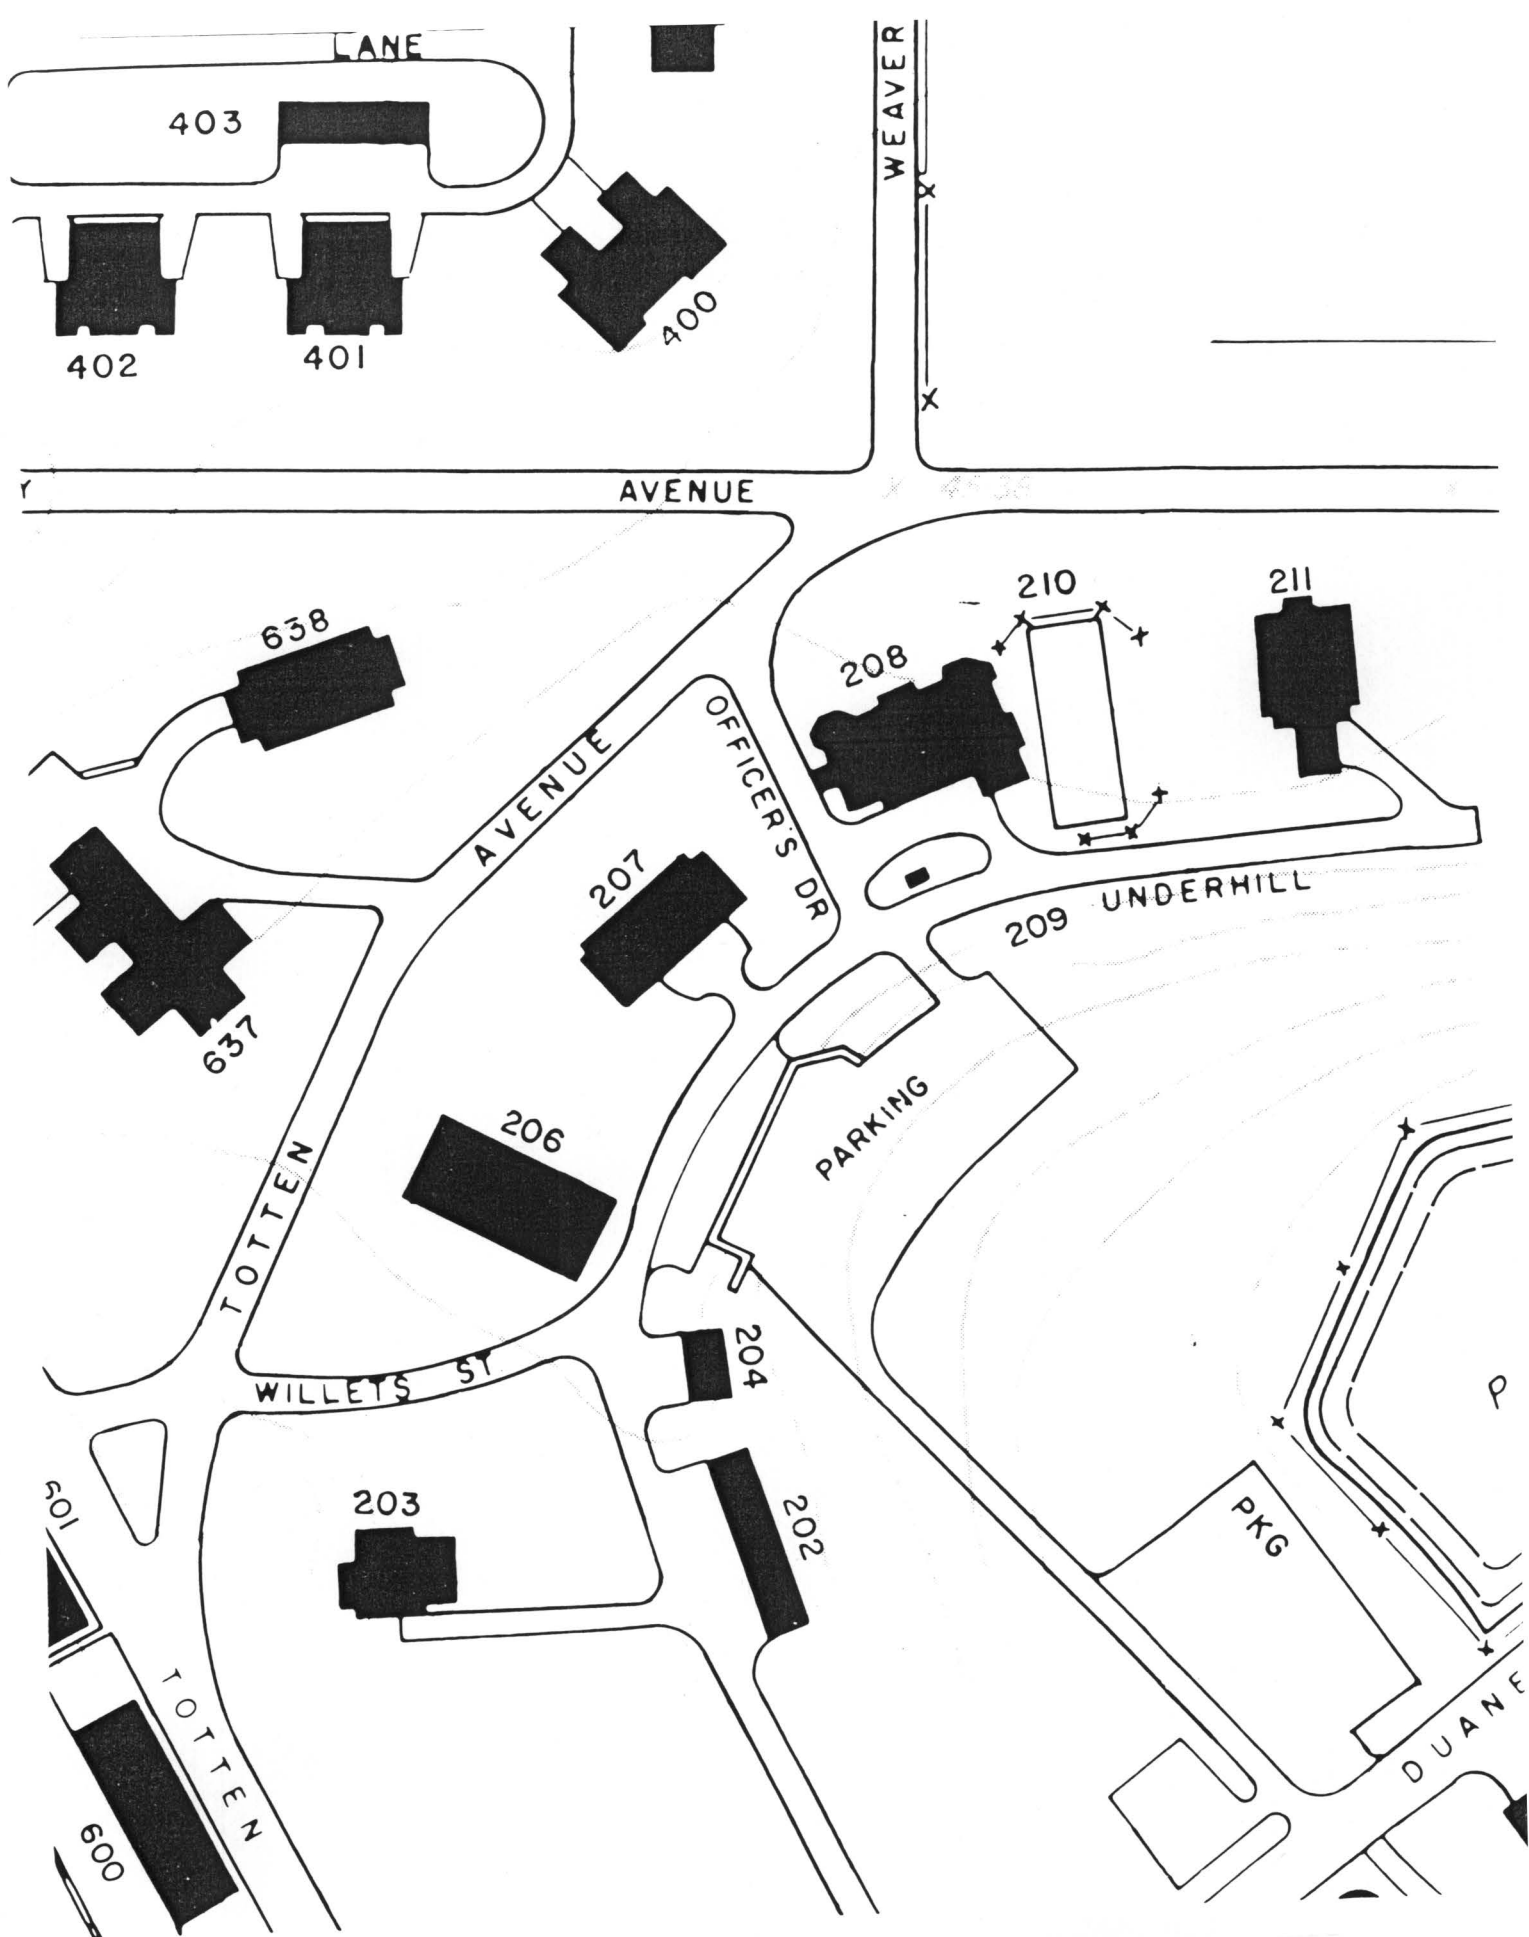 LANE
WEAVER
403
400
402
401
AVENUE
210
211
638
208
OFFICER'S DR
AVENUE
207
UNDERHILL
209
637
PARKING
206
TOTTEN
204
WILLETS ST
P
601
203
202
PKG
TOTTEN
DUANE
600